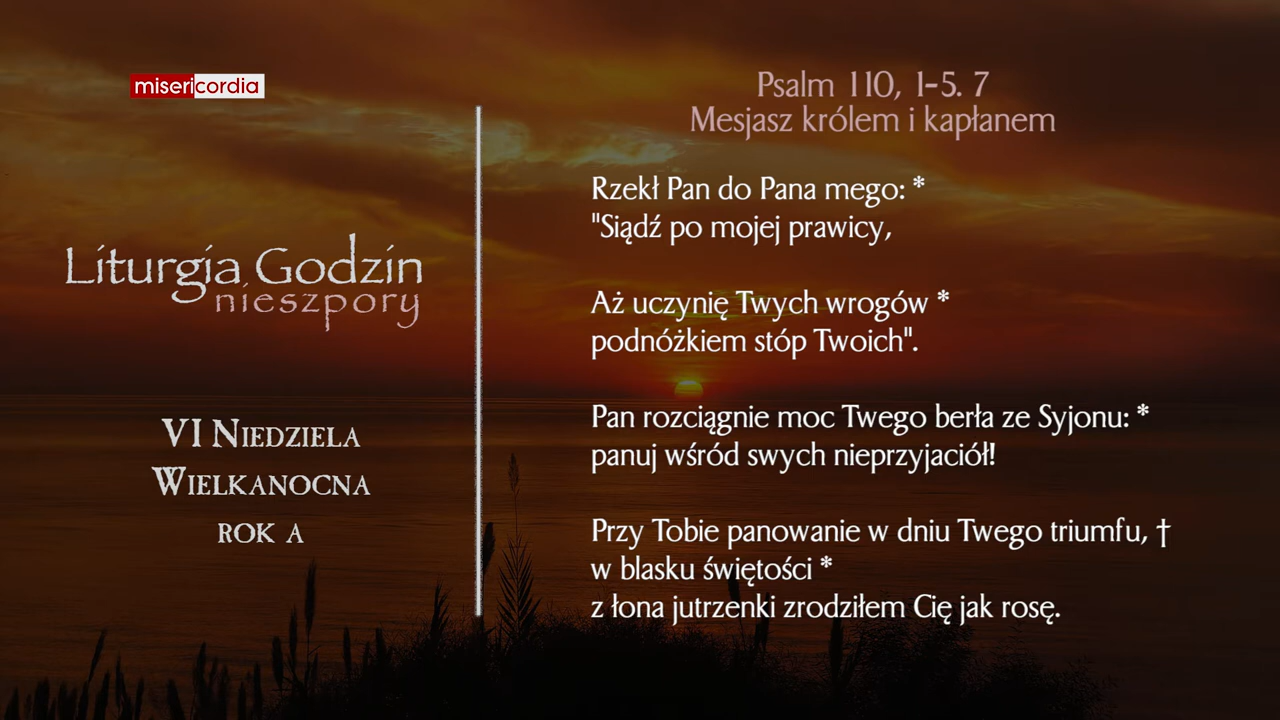 misericordia
Liturgia Godzin
nieszpory
VI Niedziela
Wielkanocna
rok A
Psalm 110, 1-5. 7
Mesjasz królem i kapłanem
Rzekł Pan do Pana mego: *
"Siądź po mojej prawicy,
Aż uczynię Twych wrogów *
podnóżkiem stóp Twoich".
Pan rozciągnie moc Twego berła ze Syjonu: *
panuj wśród swych nieprzyjaciół!
Przy Tobie panowanie w dniu Twego triumfu, †
w blasku świętości *
z łona jutrzenki zrodziłem Cię jak rosę.